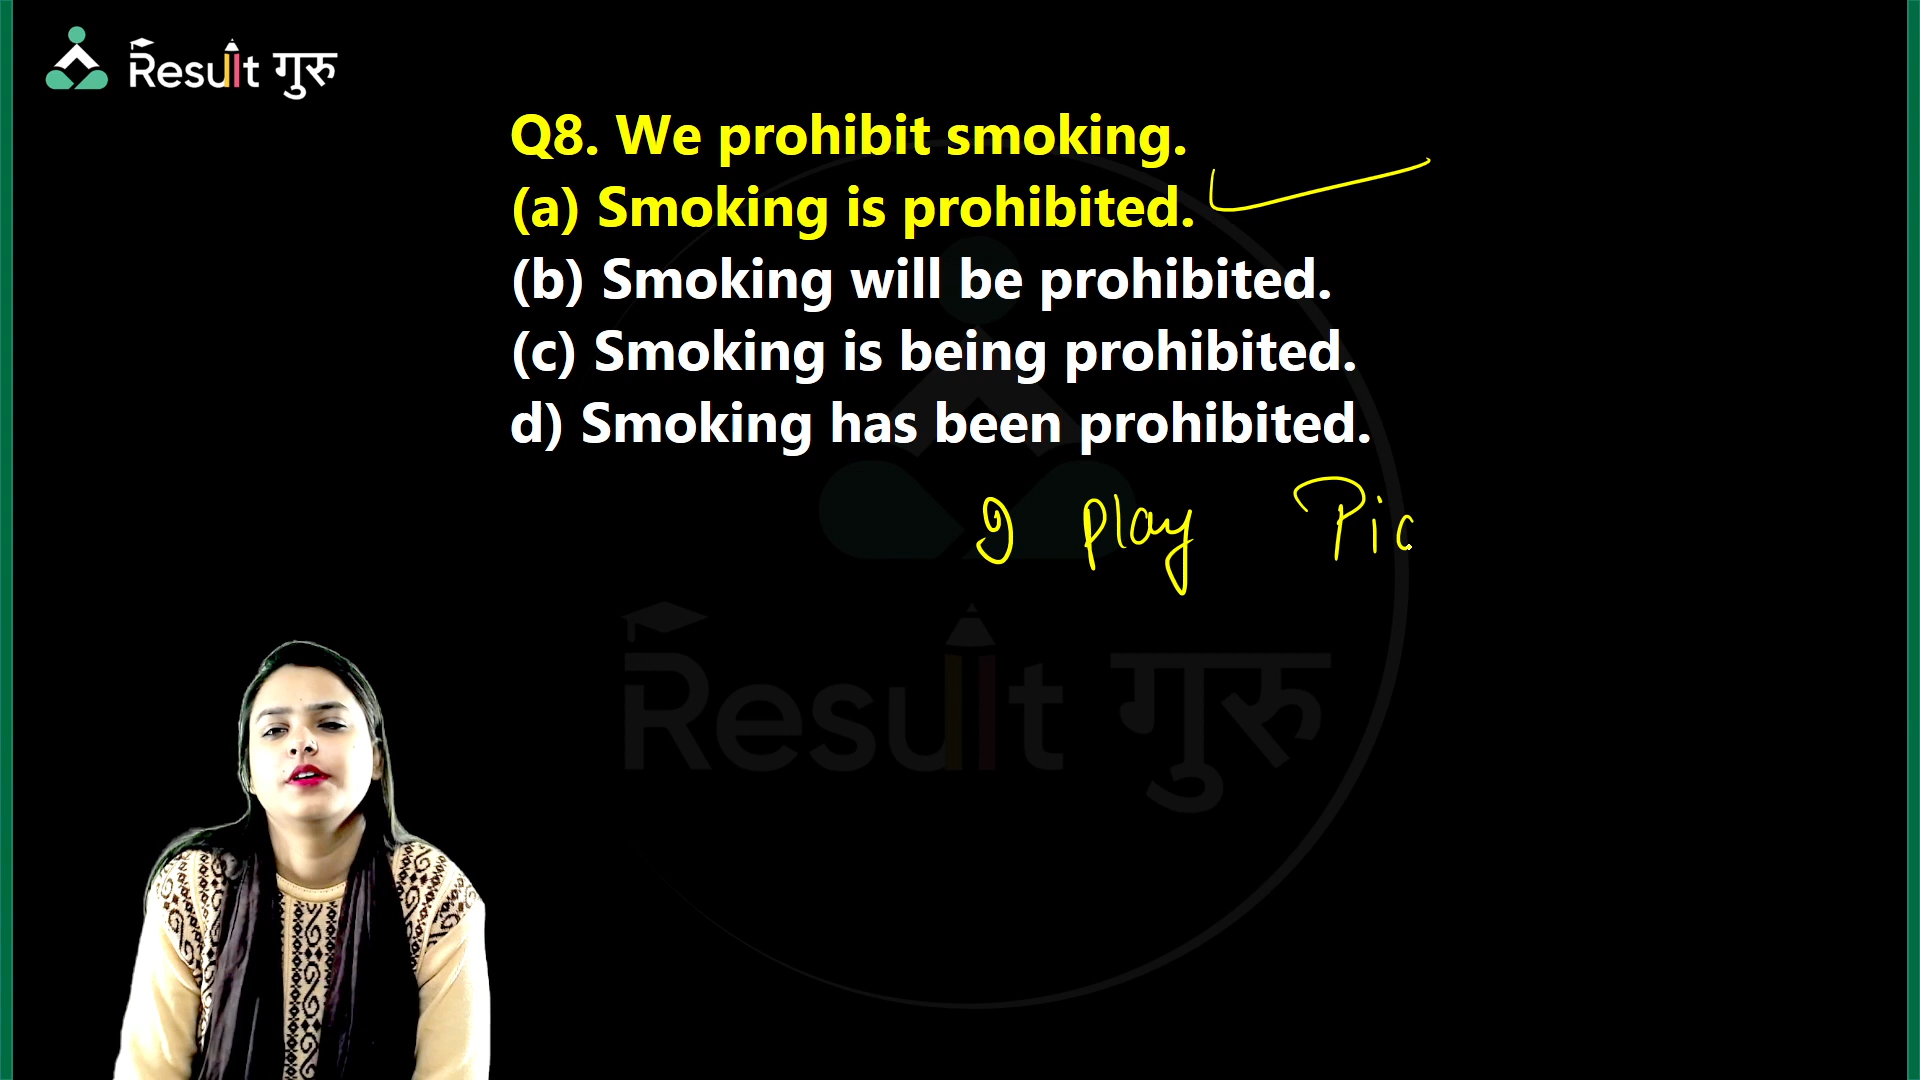 Result गुरु
Q8. We prohibit smoking.
(a) Smoking is prohibited.
(b) Smoking will be prohibited.
(c) Smoking is being prohibited.
d) Smoking has been prohibited.
I Play Pic
Result गुरु